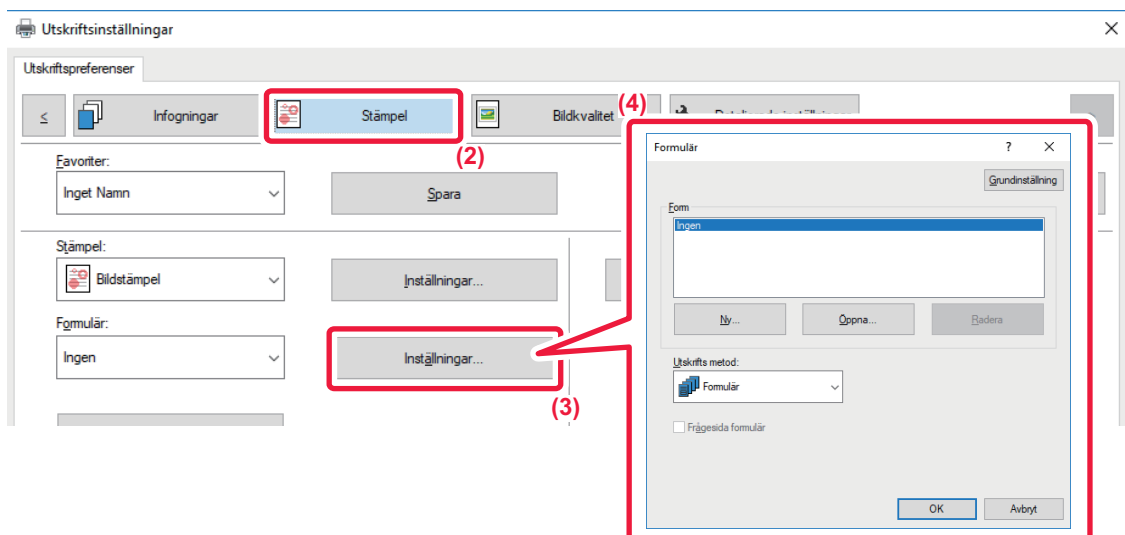 Utskriftsinställningar
Utskriftspreferenser
<
Infogningar
Stämpel
Bildkvalitet
(4)
(2)
Favoriter:
Inget Namn
Spara
Stämpel:
Bildstämpel
Inställningar...
Formulär:
Ingen
Inställningar...
(3)
Formulär
?
Grundinställning
Form
Ingen
Ny...
Öppna...
Radera
Utskrifts metod:
Formulär
Frågesida formulär
OK
Avbryt